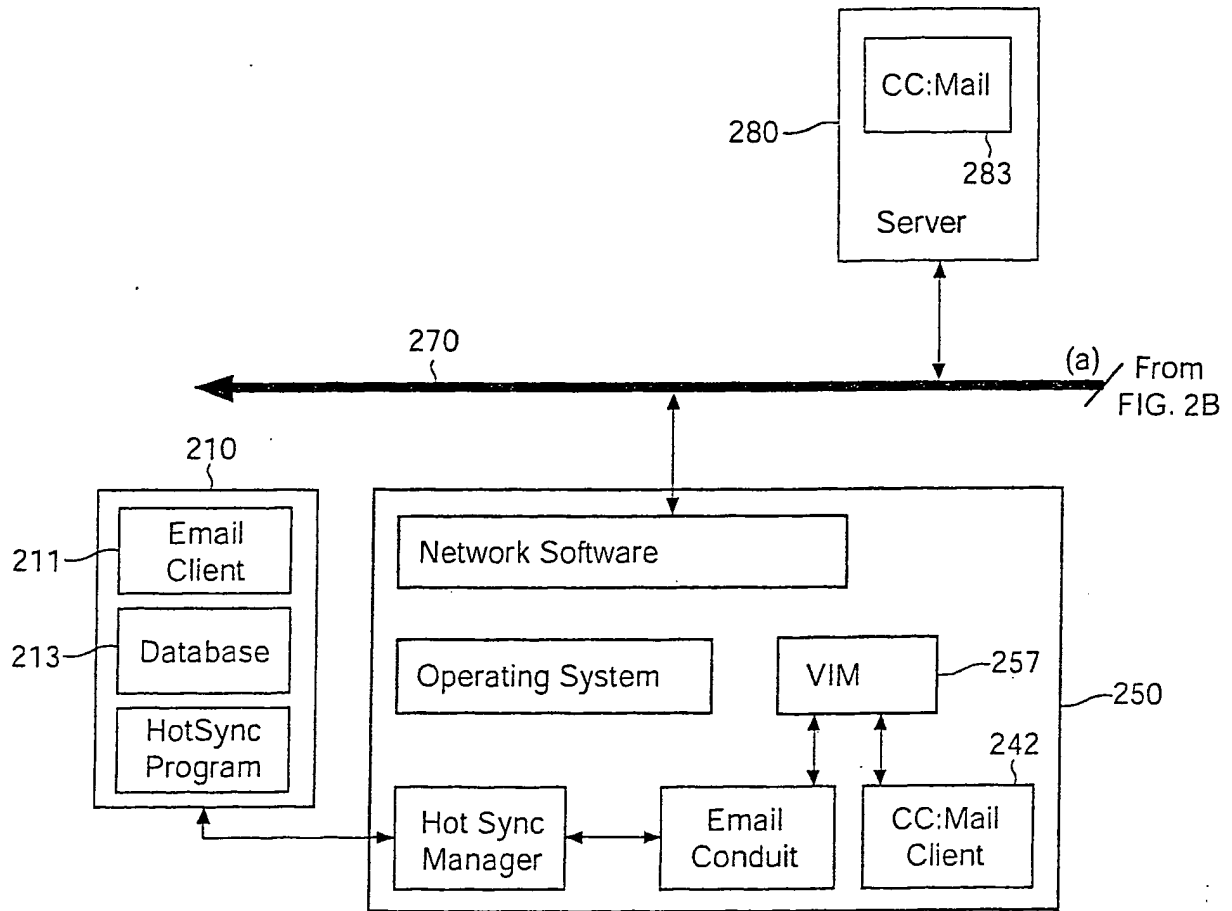 CC:Mail
280
283
Server
270
(a)
From
FIG. 2B
210
Email
Client
211
Network Software
Database
213
Operating System
VIM
257
250
HotSync
Program
242
Hot Sync
Manager
Email
Conduit
CC:Mail
Client